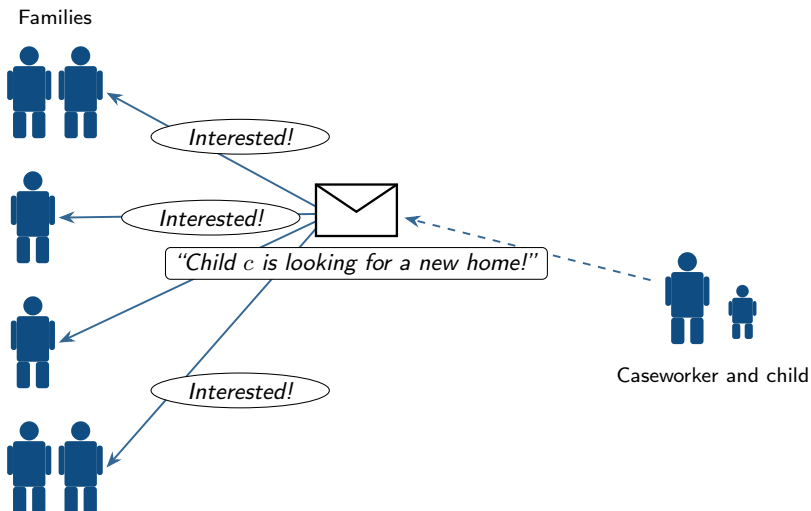 Families
Interested!
Interested!
“Child c is looking for a new home!”
Caseworker and child
Interested!